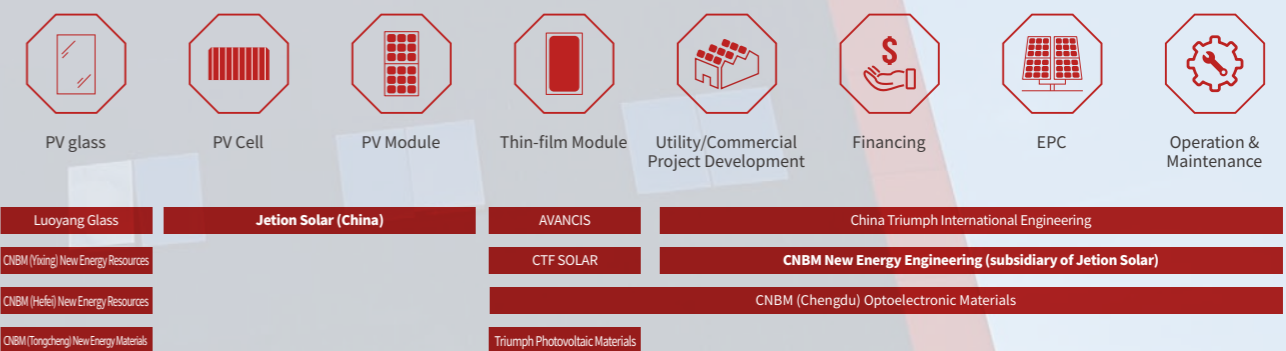 $
PV glass
PV Cell
PV Module
Thin-film Module
Utility/Commercial
Project Development
Financing
EPC
Operation &
Maintenance
Luoyang Glass
Jetion Solar (China)
AVANCIS
China Triumph International Engineering
CNBM (Yixing) New Energy Resources
CTF SOLAR
CNBM New Energy Engineering (subsidiary of Jetion Solar)
CNBM (Hefei) New Energy Resources
CNBM (Chengdu) Optoelectronic Materials
CNBM (Tongcheng) New Energy Materials
Triumph Photovoltaic Materials